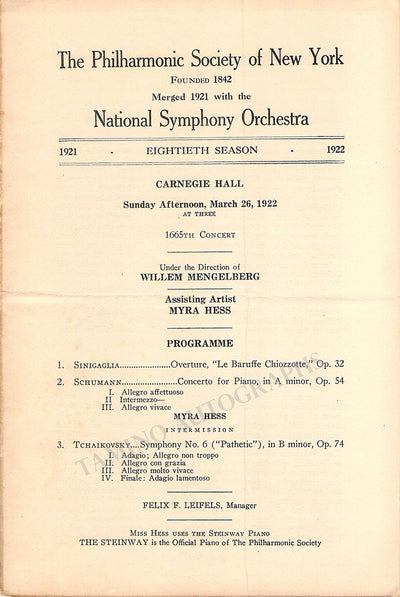 The Philharmonic Society of New York
FOUNDED 1842
Merged 1921 with the
National Symphony Orchestra
1921 - EIGHTIETH SEASON - 1922
CARNEGIE HALL
Sunday Afternoon, March 26, 1922
AT THREE
1665TH CONCERT
Under the Direction of
WILLEM MENGELBERG
Assisting Artist
MYRA HESS
PROGRAMME
1. SINIGAGLIA......................Overture, "Le Baruffe Chiozzotte," Op. 32
2. SCHUMANN........................Concerto for Piano, in A minor, Op. 54
I. Allegro affettuoso
II Intermezzo—
III. Allegro vivace
MYRA HESS
INTERMISSION
3. TCHAIKOVSKY....Symphony No. 6 ("Pathetic"), in B minor, Op. 74
I. Adagio; Allegro non troppo
II. Allegro con grazia
III. Allegro molto vivace
IV. Finale: Adagio lamentoso
TAMINO AUTOGRAPHS
FELIX F. LEIFELS, Manager
MISS HESS USES THE STEINWAY PIANO
THE STEINWAY is the Official Piano of The Philharmonic Society